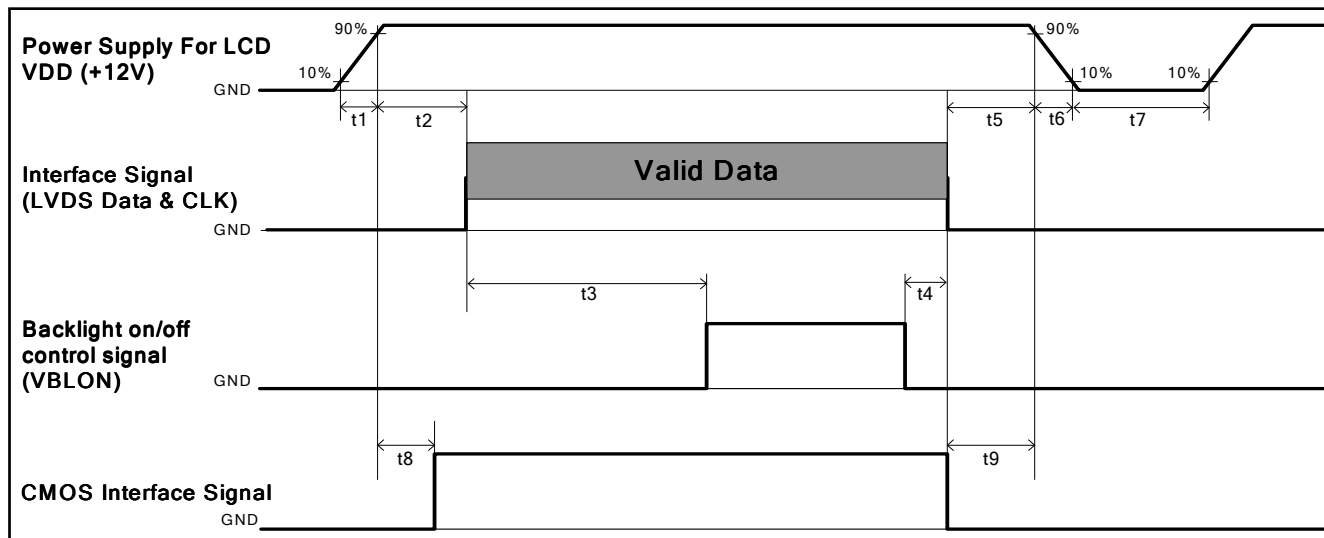 Power Supply For LCD
VDD (+12V)
90%
10%
GND
90%
10%
10%
t1
t2
t5
t6
t7
Interface Signal
(LVDS Data & CLK)
Valid Data
GND
t3
t4
Backlight on/off
control signal
(VBLON)
GND
t8
t9
CMOS Interface Signal
GND